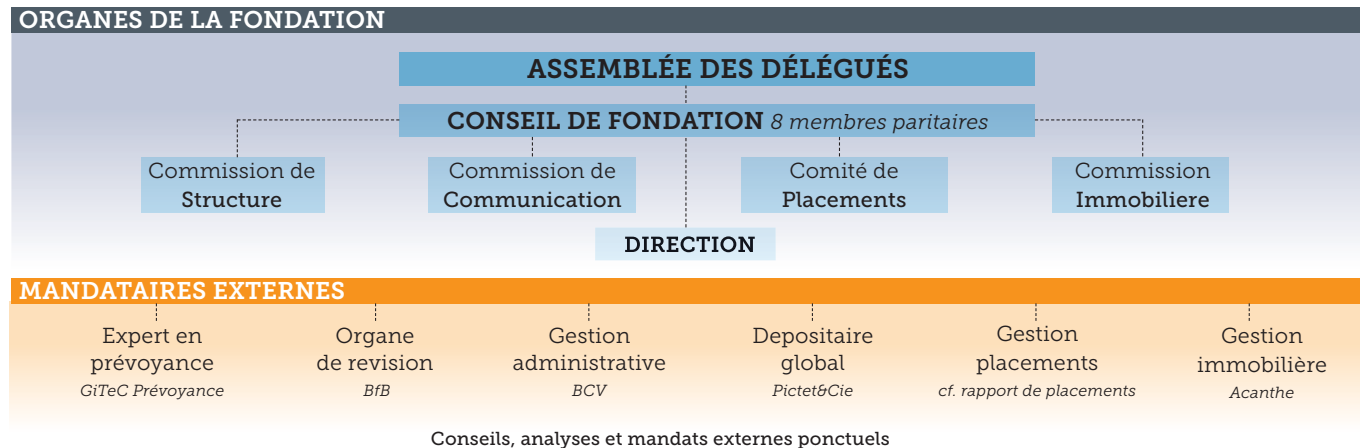 ORGANES DE LA FONDATION
ASSEMBLÉE DES DÉLÉGUÉS
CONSEIL DE FONDATION 8 membres paritaires
Commission de
Structure
Commission de
Communication
Comité de
Placements
Commission
Immobiliere
DIRECTION
MANDATAIRES EXTERNES
Expert en
prévoyance
GiTeC Prévoyance
Organe
de revision
BfB
Gestion
administrative
BCV
Depositaire
global
Pictet&Cie
Gestion
placements
cf. rapport de placements
Gestion
immobilière
Acanthe
Conseils, analyses et mandats externes ponctuels